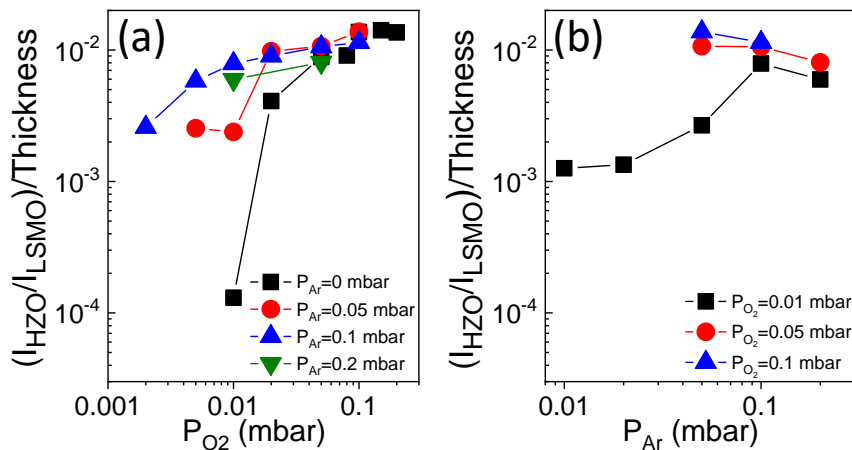 (a)
(I_HZO/I_LSMO)/Thickness
10^-2
10^-3
10^-4
P_Ar=0 mbar
P_Ar=0.05 mbar
P_Ar=0.1 mbar
P_Ar=0.2 mbar
0.001 0.01 0.1
P_O2 (mbar)
(b)
(I_HZO/I_LSMO)/Thickness
10^-2
10^-3
10^-4
P_O2=0.01 mbar
P_O2=0.05 mbar
P_O2=0.1 mbar
0.01 0.1
P_Ar (mbar)